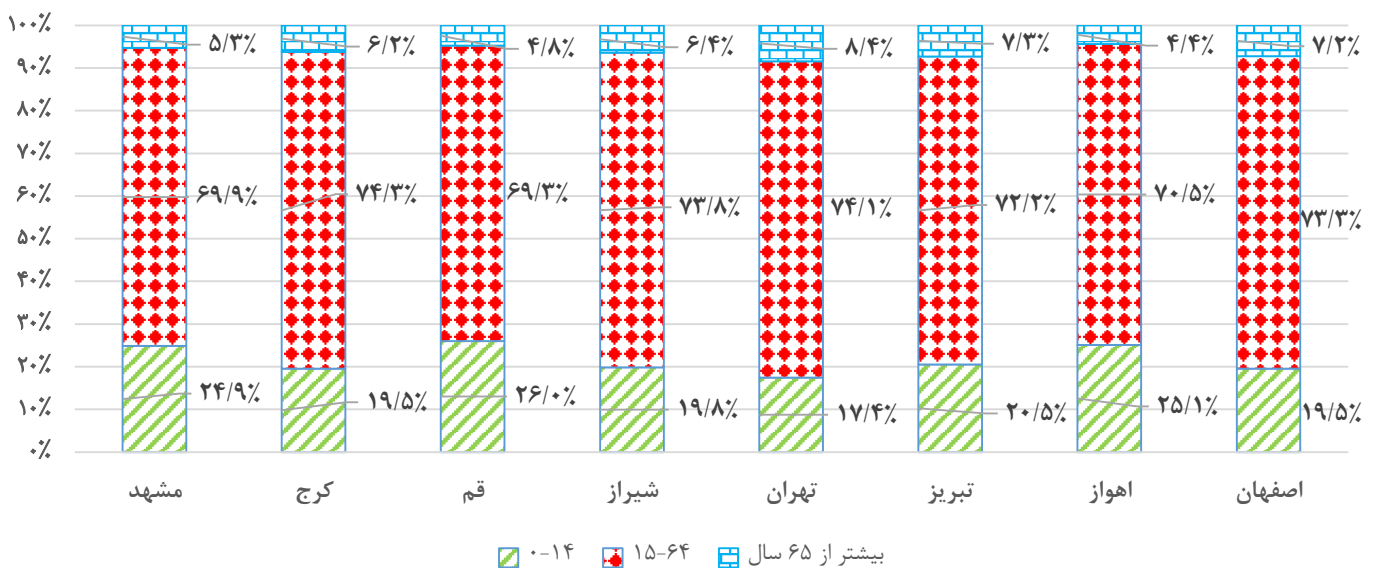 ۱۰۰٪
۹۰٪
۸۰٪
۷۰٪
۶۰٪
۵۰٪
۴۰٪
۳۰٪
۲۰٪
۱۰٪
۰٪
۵/۳٪ ۶/۲٪ ۴/۸٪ ۶/۴٪ ۸/۴٪ ۷/۳٪ ۴/۴٪ ۷/۲٪
۶۹/۹٪ ۷۴/۳٪ ۶۹/۳٪ ۷۳/۸٪ ۷۴/۱٪ ۷۲/۲٪ ۷۰/۵٪ ۷۳/۳٪
۲۴/۹٪ ۱۹/۵٪ ۲۶/۰٪ ۱۹/۸٪ ۱۷/۴٪ ۲۰/۵٪ ۲۵/۱٪ ۱۹/۵٪
مشهد کرج قم شیراز تهران تبریز اهواز اصفهان
۰-۱۴ ۱۵-۶۴ بیشتر از ۶۵ سال